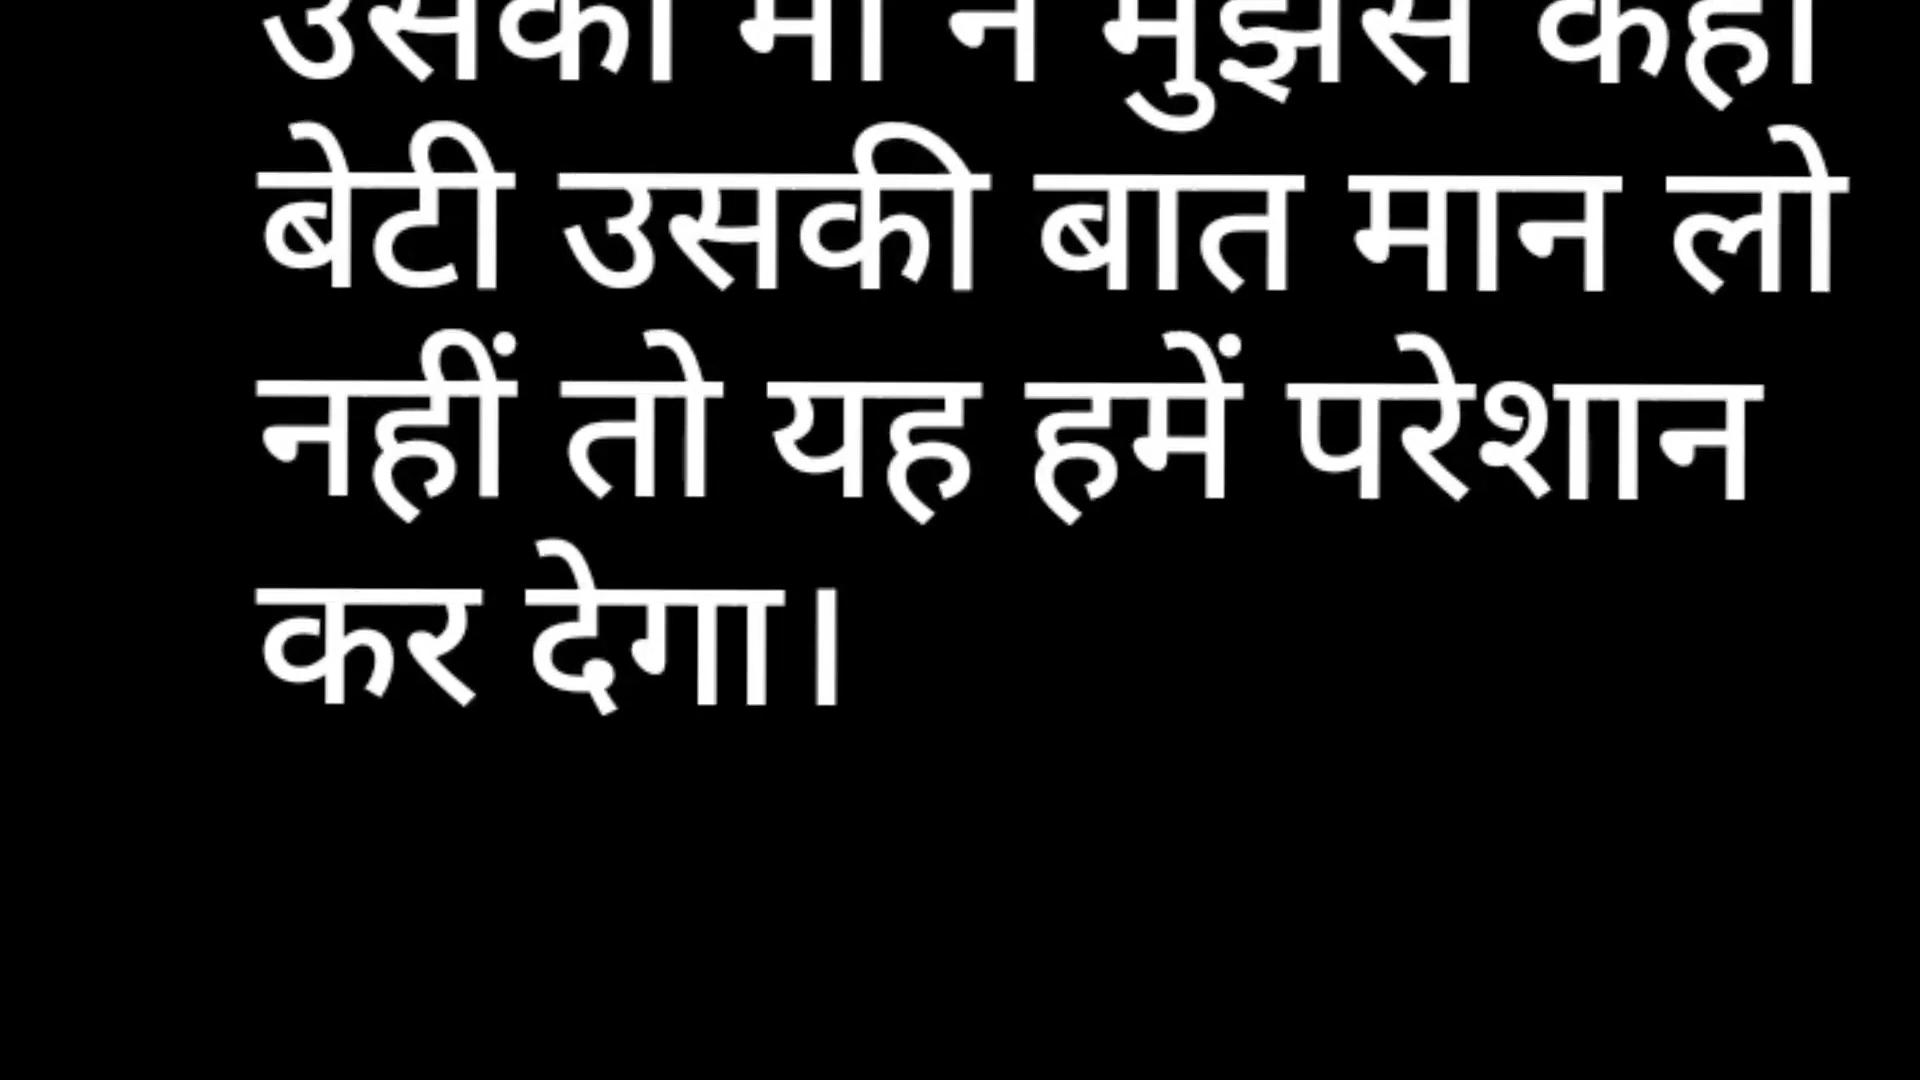 उसकी माँ ने मुझसे कहा
बेटी उसकी बात मान लो
नहीं तो यह हमें परेशान
कर देगा।